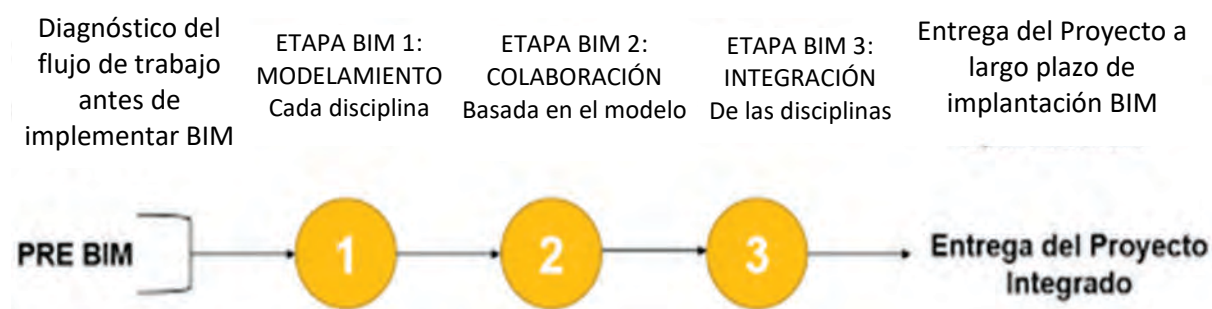 Diagnóstico del
flujo de trabajo
antes de
implementar BIM
ETAPA BIM 1:
MODELAMIENTO
Cada disciplina
ETAPA BIM 2:
COLABORACIÓN
Basada en el modelo
ETAPA BIM 3:
INTEGRACIÓN
De las disciplinas
Entrega del Proyecto a
largo plazo de
implantación BIM
PRE BIM
1
2
3
Entrega del Proyecto
Integrado